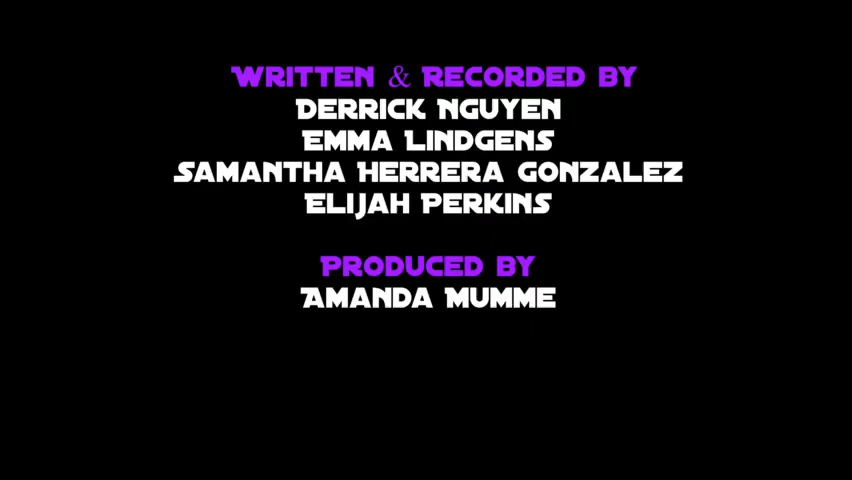 Written & Recorded by
Derrick Nguyen
Emma Lindgens
Samantha Herrera Gonzalez
Elijah Perkins
Produced by
Amanda Mumme